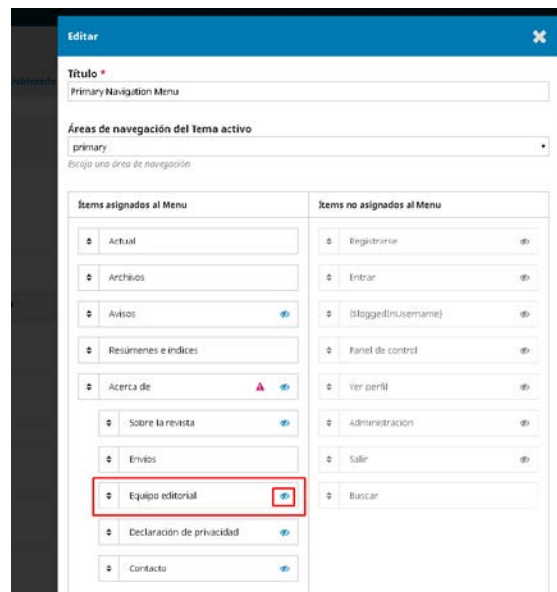 Editar
Título *
Primary Navigation Menu
Áreas de navegación del Tema activo
primary
Escoja una área de navegación
Ítems asignados al Menu
Ítems no asignados al Menu
Actual
Registrarse
Archivos
Entrar
Avisos
{$loggedInUsername}
Resúmenes e índices
Panel de control
Acerca de
Ver perfil
Sobre la revista
Administración
Envíos
Salir
Equipo editorial
Buscar
Declaración de privacidad
Contacto